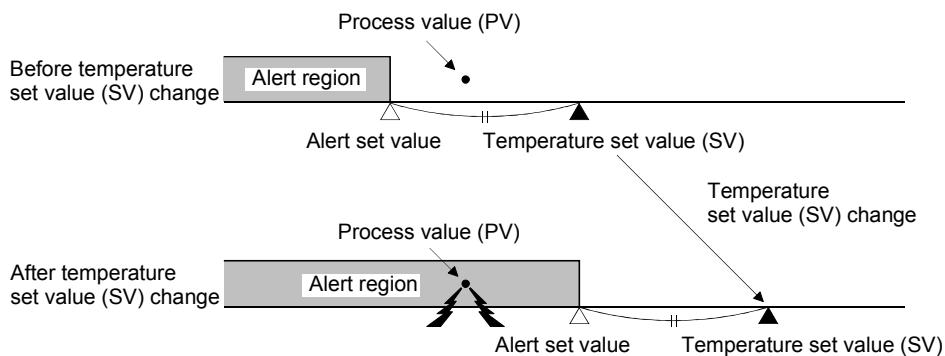 Process value (PV)
Before temperature
set value (SV) change
Alert region
Alert set value
Temperature set value (SV)
Temperature
set value (SV) change
Process value (PV)
After temperature
set value (SV) change
Alert region
Alert set value
Temperature set value (SV)